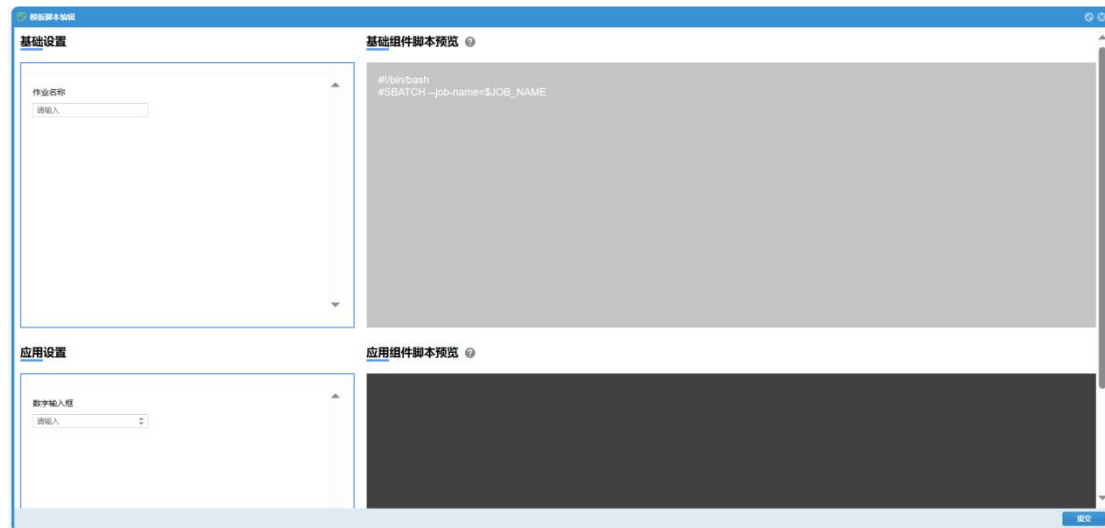 模板脚本编辑
基础设置
基础组件脚本预览 ?
作业名称
请输入
#!/bin/bash
#SBATCH --job-name=$JOB_NAME
应用设置
应用组件脚本预览 ?
数字输入框
请输入
提交